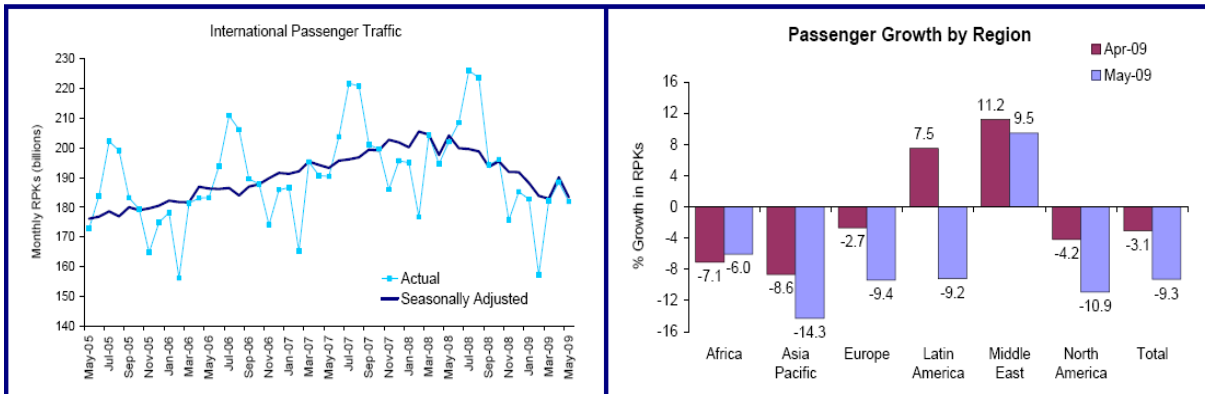 International Passenger Traffic
Monthly RPKs (billions)
230
220
210
200
190
180
170
160
150
140
Actual
Seasonally Adjusted
May-05
Jul-05
Sep-05
Nov-05
Jan-06
Mar-06
May-06
Jul-06
Sep-06
Nov-06
Jan-07
Mar-07
May-07
Jul-07
Sep-07
Nov-07
Jan-08
Mar-08
May-08
Jul-08
Sep-08
Nov-08
Jan-09
Mar-09
May-09
Passenger Growth by Region
Apr-09
May-09
% Growth in RPKs
16
12
8
4
0
-4
-8
-12
-16
-7.1
-6.0
-8.6
-14.3
-2.7
-9.4
7.5
-9.2
11.2
9.5
-4.2
-10.9
-3.1
-9.3
Africa
Asia
Pacific
Europe
Latin
America
Middle
East
North
America
Total